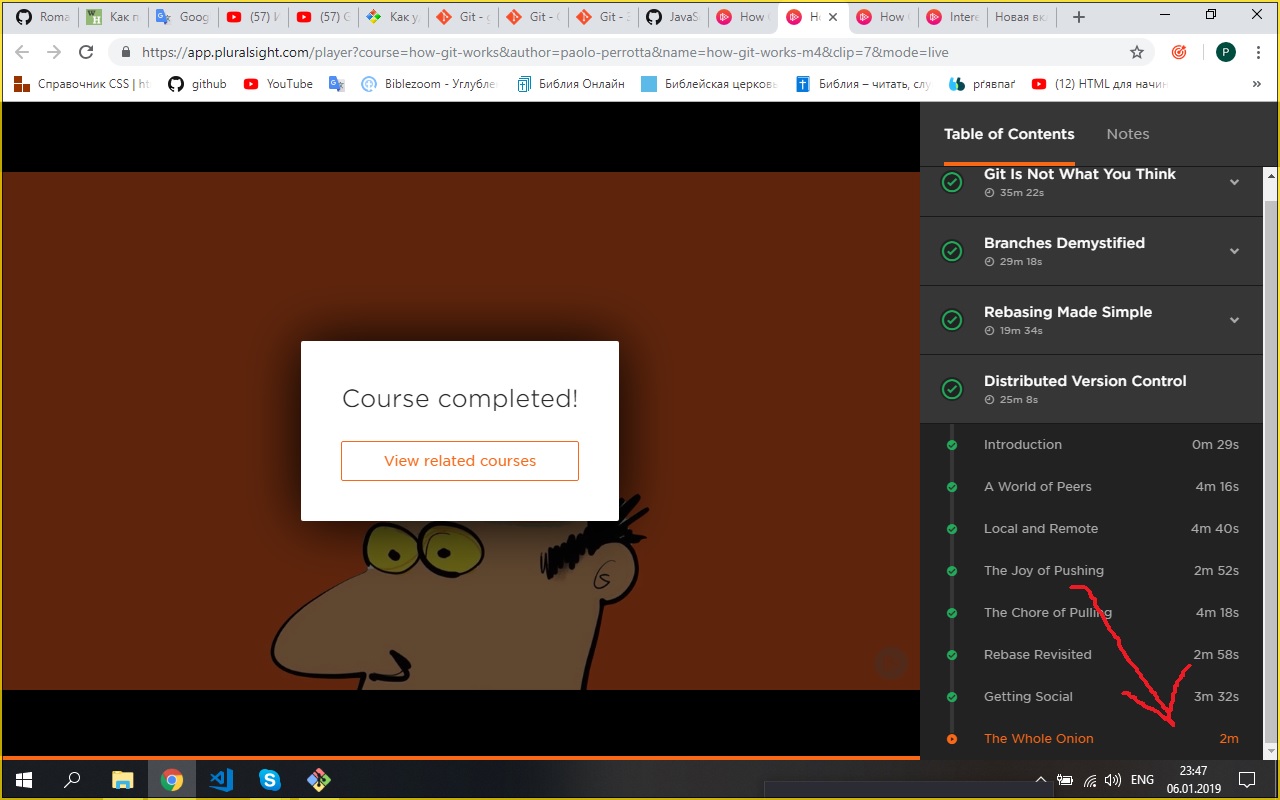 Roma
Как п
Goog
(57) И
(57) С
Как у
Git - g
Git - 
Git - 
JavaS
How 
H
How 
Intere
Новая вкл
https://app.pluralsight.com/player?course=how-git-works&author=paolo-perrotta&name=how-git-works-m4&clip=7&mode=live
P
Справочник CSS | ht
github
YouTube
Biblezoom - Углубле
Библия Онлайн
Библейская церковь
Библия – читать, слу
(12) HTML для начин
»
Table of Contents
Notes
Git Is Not What You Think
35m 22s
Branches Demystified
29m 18s
Rebasing Made Simple
19m 34s
Distributed Version Control
25m 8s
Introduction 0m 29s
A World of Peers 4m 16s
Local and Remote 4m 40s
The Joy of Pushing 2m 52s
The Chore of Pulling 4m 18s
Rebase Revisited 2m 58s
Getting Social 3m 32s
The Whole Onion 2m
Course completed!
View related courses
ENG
23:47
06.01.2019